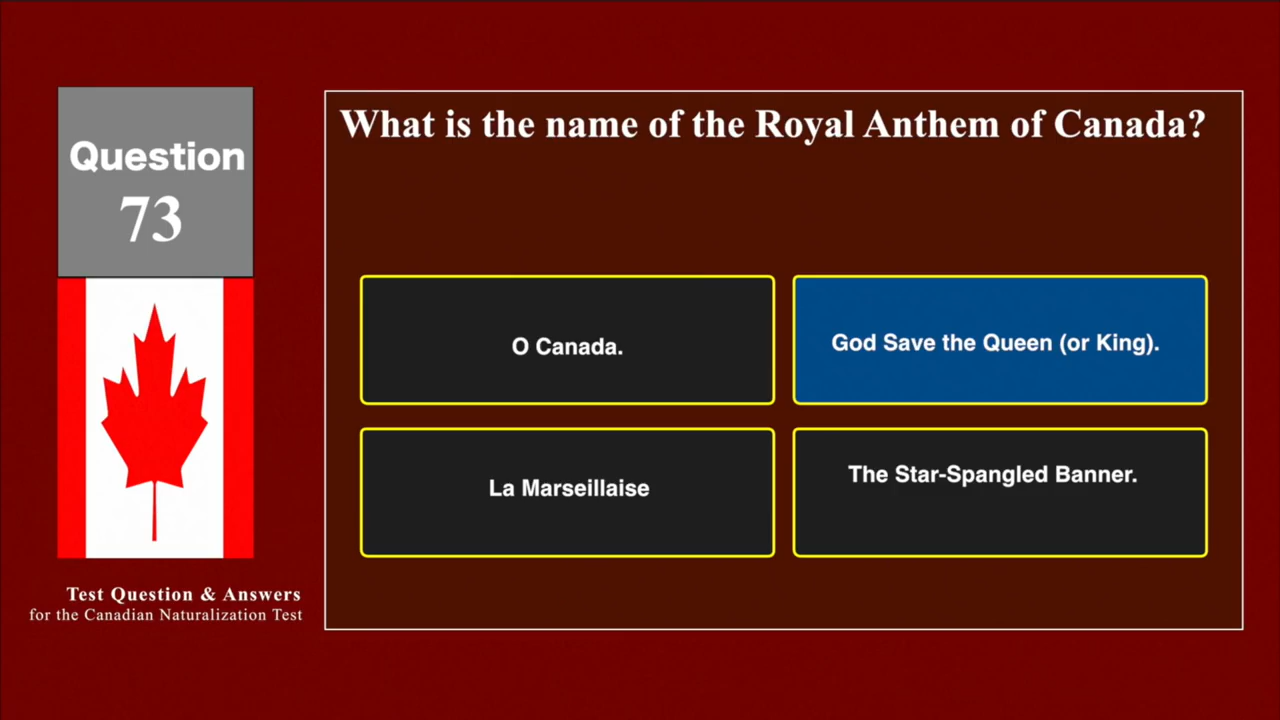 Question
73
What is the name of the Royal Anthem of Canada?
O Canada.
God Save the Queen (or King).
La Marseillaise
The Star-Spangled Banner.
Test Question & Answers
for the Canadian Naturalization Test